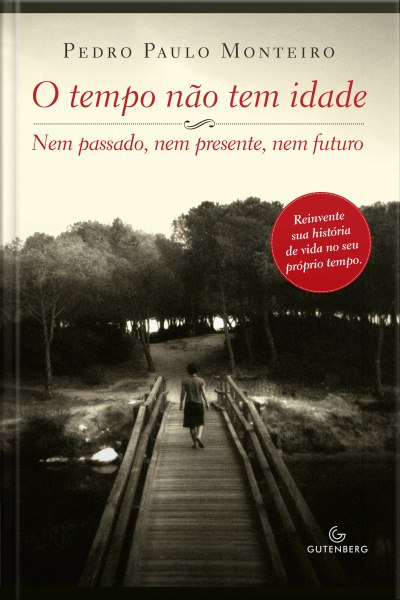 PEDRO PAULO MONTEIRO
O tempo não tem idade
Nem passado, nem presente, nem futuro
Reinvente
sua história
de vida no seu
próprio tempo.
GUTENBERG